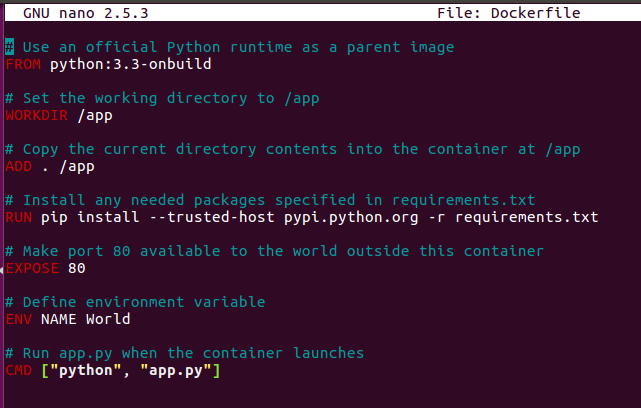 GNU nano 2.5.3 File: Dockerfile
# Use an official Python runtime as a parent image
FROM python:3.3-onbuild
# Set the working directory to /app
WORKDIR /app
# Copy the current directory contents into the container at /app
ADD . /app
# Install any needed packages specified in requirements.txt
RUN pip install --trusted-host pypi.python.org -r requirements.txt
# Make port 80 available to the world outside this container
EXPOSE 80
# Define environment variable
ENV NAME World
# Run app.py when the container launches
CMD ["python", "app.py"]